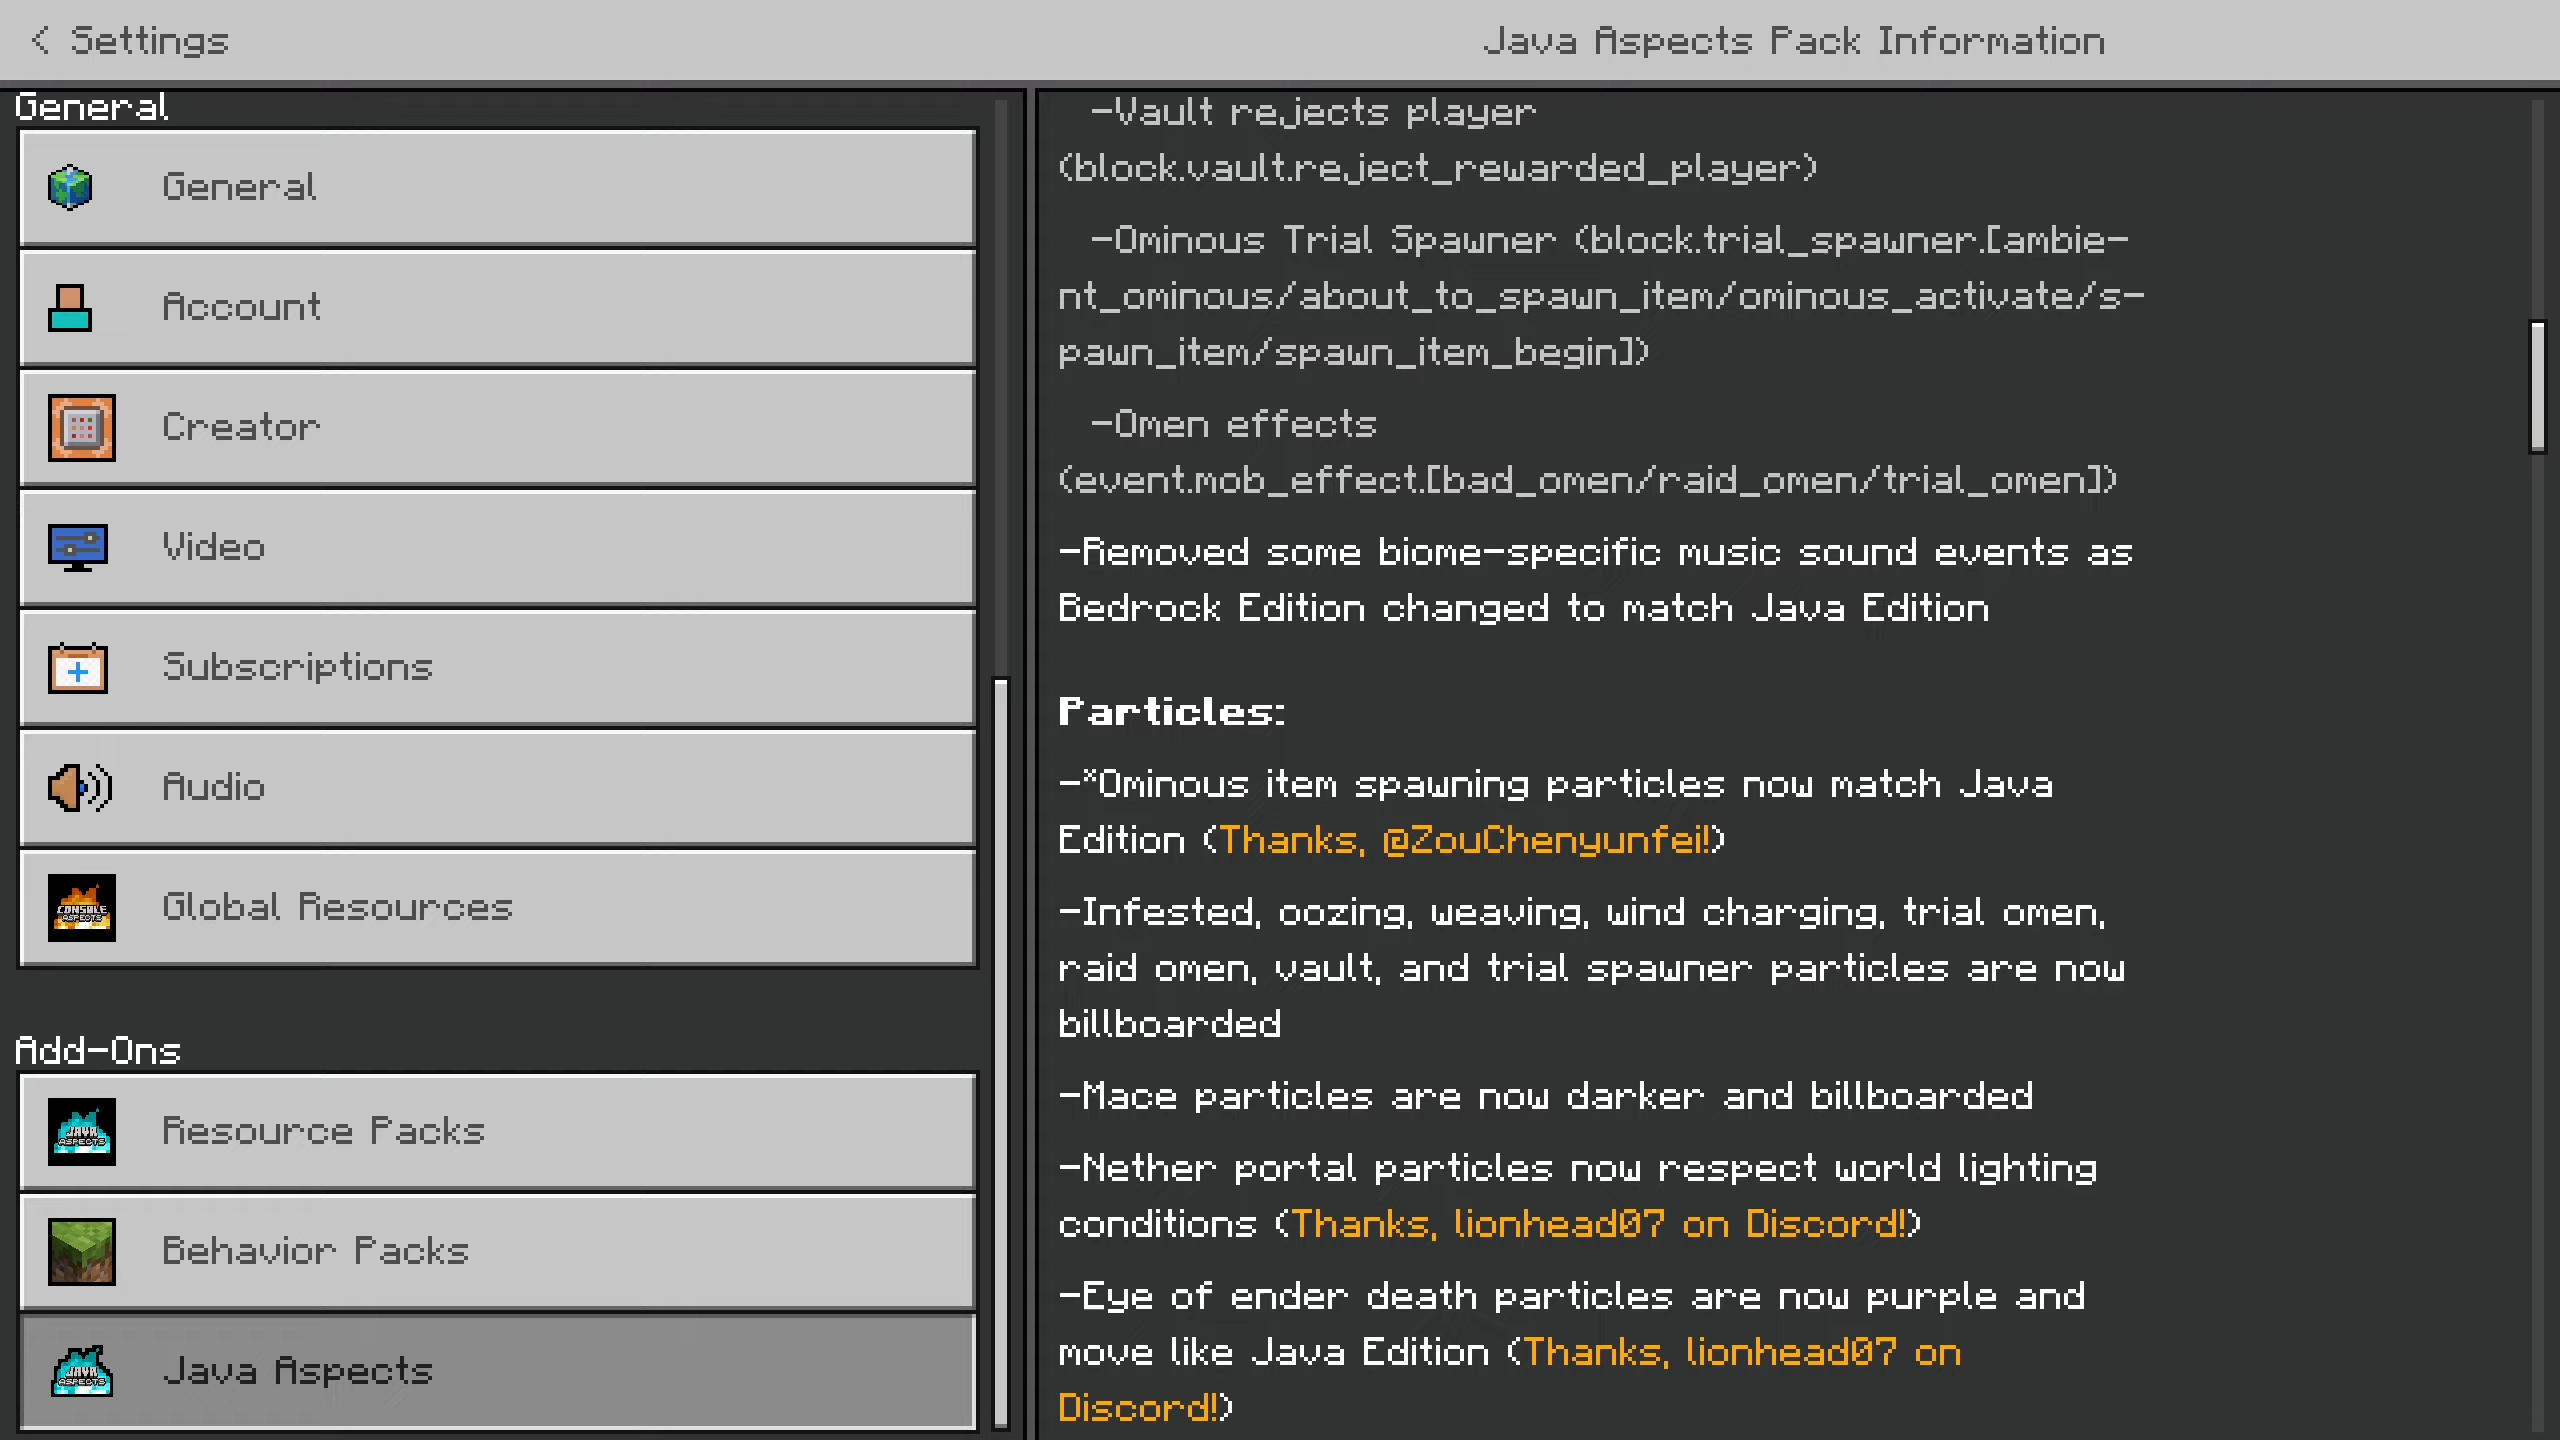 < Settings
Java Aspects Pack Information
General
General
Account
Creator
Video
Subscriptions
Audio
CONSOLE
ASPECTS
Global Resources
Add-Ons
JAVA
ASPECTS
Resource Packs
Behavior Packs
JAVA
ASPECTS
Java Aspects
-Vault rejects player
(block.vault.reject_rewarded_player)
-Ominous Trial Spawner (block.trial_spawner.[ambie-
nt_ominous/about_to_spawn_item/ominous_activate/s-
pawn_item/spawn_item_begin])
-Omen effects
(event.mob_effect.[bad_omen/raid_omen/trial_omen])
-Removed some biome-specific music sound events as
Bedrock Edition changed to match Java Edition
Particles:
-*Ominous item spawning particles now match Java
Edition (Thanks, @ZouChenyunfei!)
-Infested, oozing, weaving, wind charging, trial omen,
raid omen, vault, and trial spawner particles are now
billboarded
-Mace particles are now darker and billboarded
-Nether portal particles now respect world lighting
conditions (Thanks, lionhead07 on Discord!)
-Eye of ender death particles are now purple and
move like Java Edition (Thanks, lionhead07 on
Discord!)